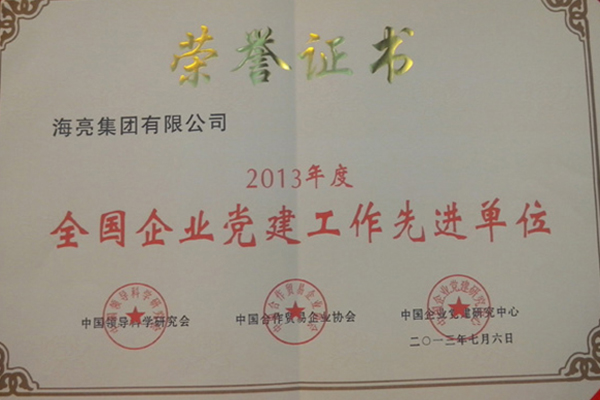 荣誉证书
海亮集团有限公司
2013年度
全国企业党建工作先进单位
中国领导科学研究会 中国合作贸易企业协会 中国企业党建研究中心
二〇一三年七月六日